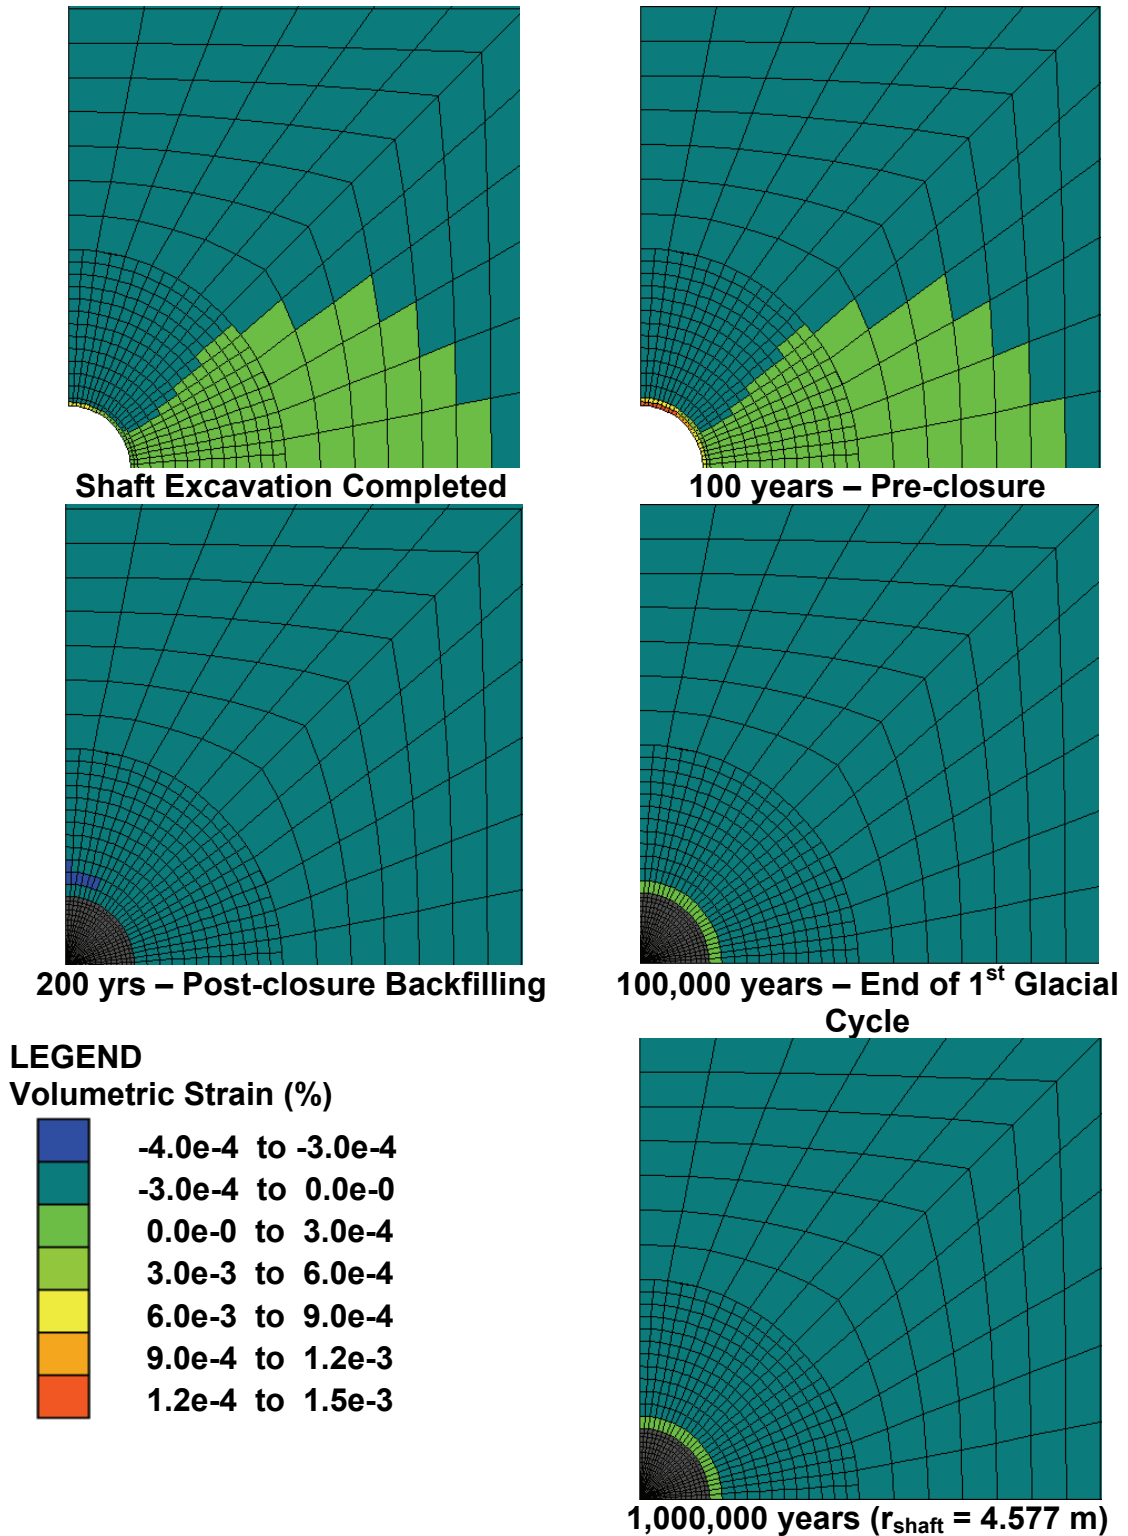 Shaft Excavation Completed
100 years – Pre-closure
200 yrs – Post-closure Backfilling
100,000 years – End of 1st Glacial
Cycle
LEGEND
Volumetric Strain (%)
-4.0e-4 to -3.0e-4
-3.0e-4 to 0.0e-0
0.0e-0 to 3.0e-4
3.0e-3 to 6.0e-4
6.0e-3 to 9.0e-4
9.0e-4 to 1.2e-3
1.2e-4 to 1.5e-3
1,000,000 years (rshaft = 4.577 m)